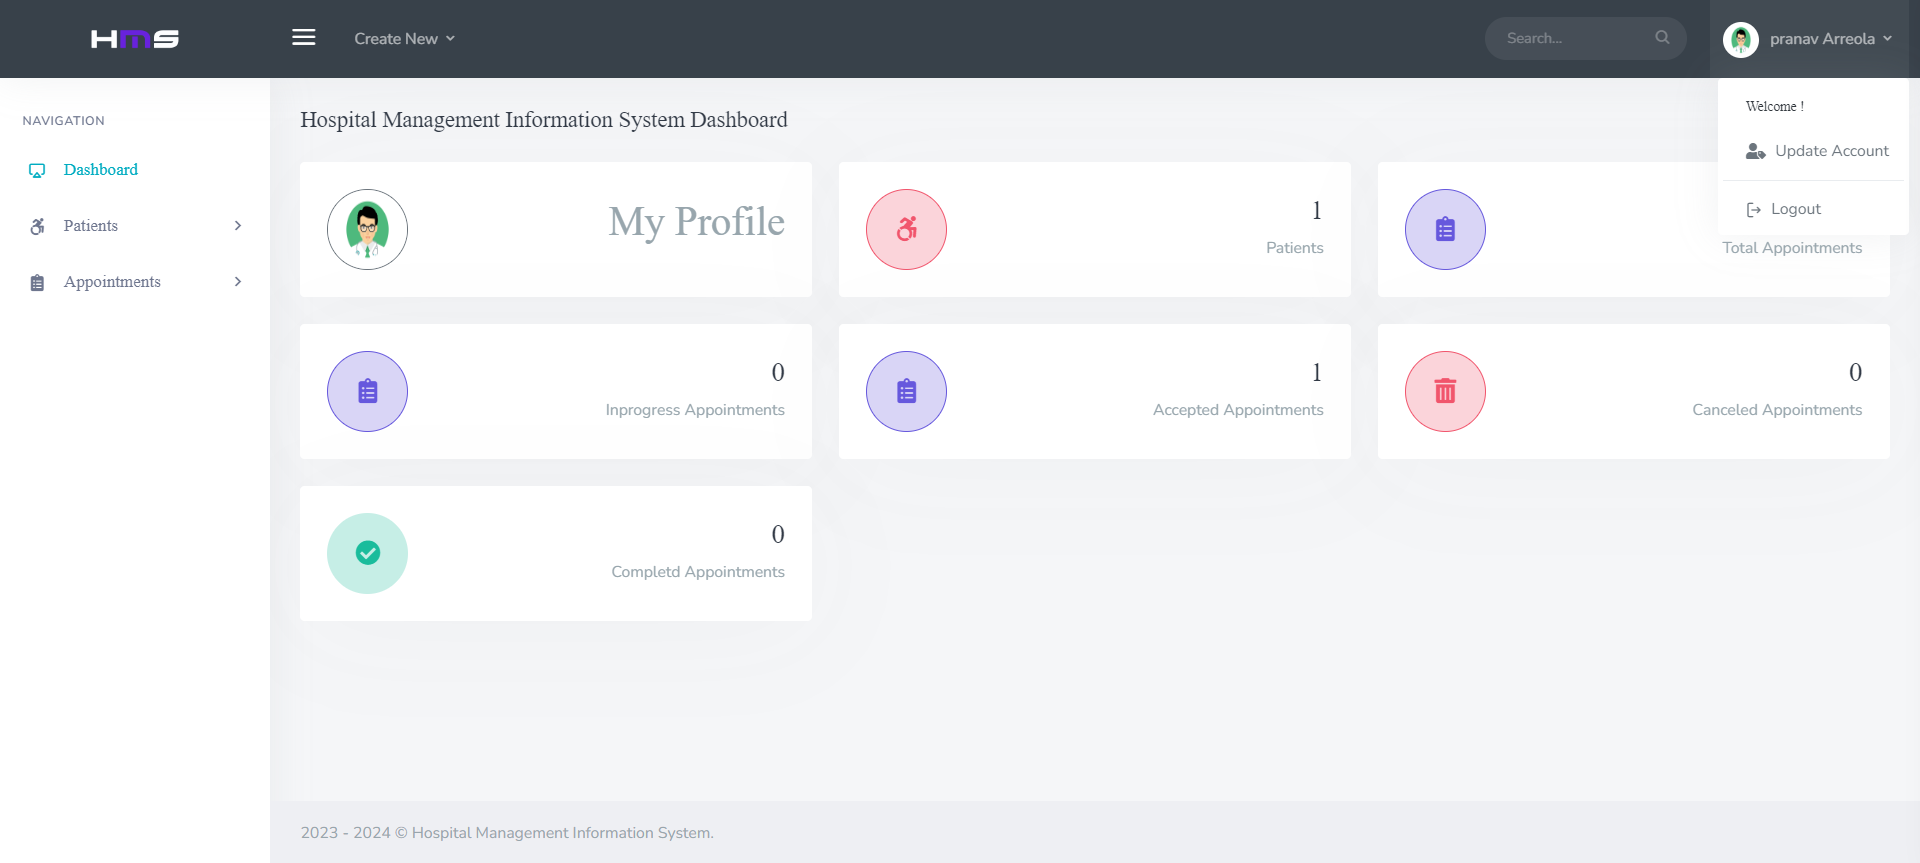 HMS
Create New
Search...
pranav Arreola
Welcome !
Update Account
Logout
NAVIGATION
Dashboard
Patients
Appointments
Hospital Management Information System Dashboard
My Profile
1
Patients
Total Appointments
0
Inprogress Appointments
1
Accepted Appointments
0
Canceled Appointments
0
Completd Appointments
2023 - 2024 © Hospital Management Information System.